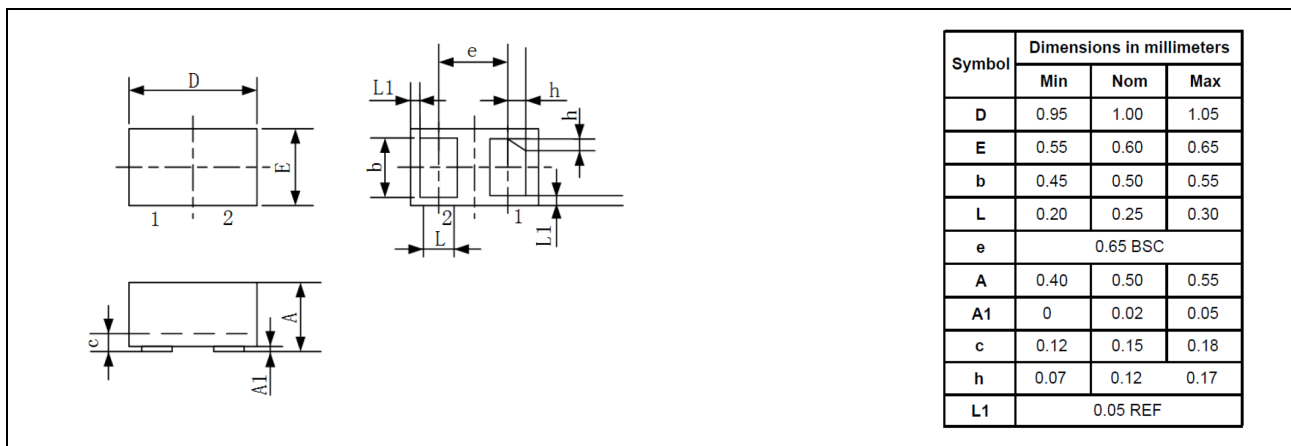 D
E
1 2
e
L1
h
h
b
2
1
L
L1
A
c
A1
Symbol Dimensions in millimeters
Min Nom Max
D 0.95 1.00 1.05
E 0.55 0.60 0.65
b 0.45 0.50 0.55
L 0.20 0.25 0.30
e 0.65 BSC
A 0.40 0.50 0.55
A1 0 0.02 0.05
c 0.12 0.15 0.18
h 0.07 0.12 0.17
L1 0.05 REF